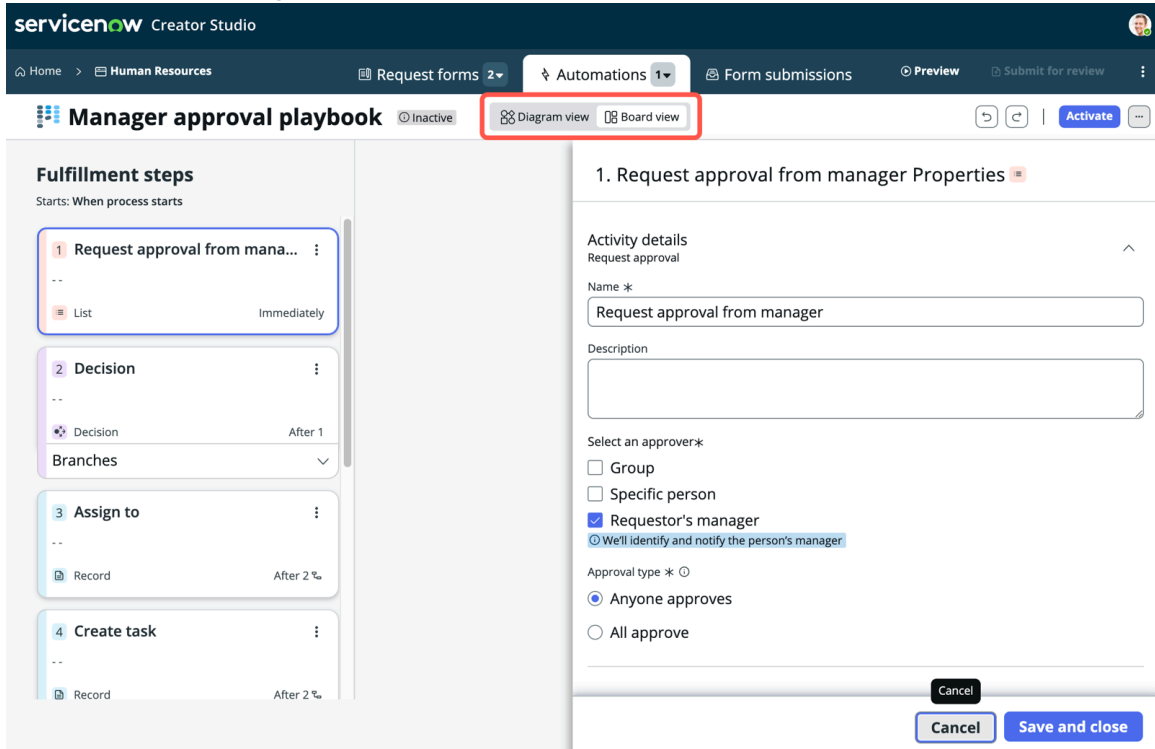 servicenow Creator Studio
Home > Human Resources
Request forms 2
Automations 1
Form submissions
Preview
Submit for review
Manager approval playbook
Inactive
Diagram view
Board view
Activate
Fulfillment steps
Starts: When process starts
1 Request approval from mana...
--
List Immediately
2 Decision
--
Decision After 1
Branches
3 Assign to
--
Record After 2
4 Create task
--
Record After 2
1. Request approval from manager Properties
Activity details
Request approval
Name *
Request approval from manager
Description
Select an approver*
Group
Specific person
Requestor's manager
We'll identify and notify the person's manager
Approval type *
Anyone approves
All approve
Cancel
Cancel
Save and close